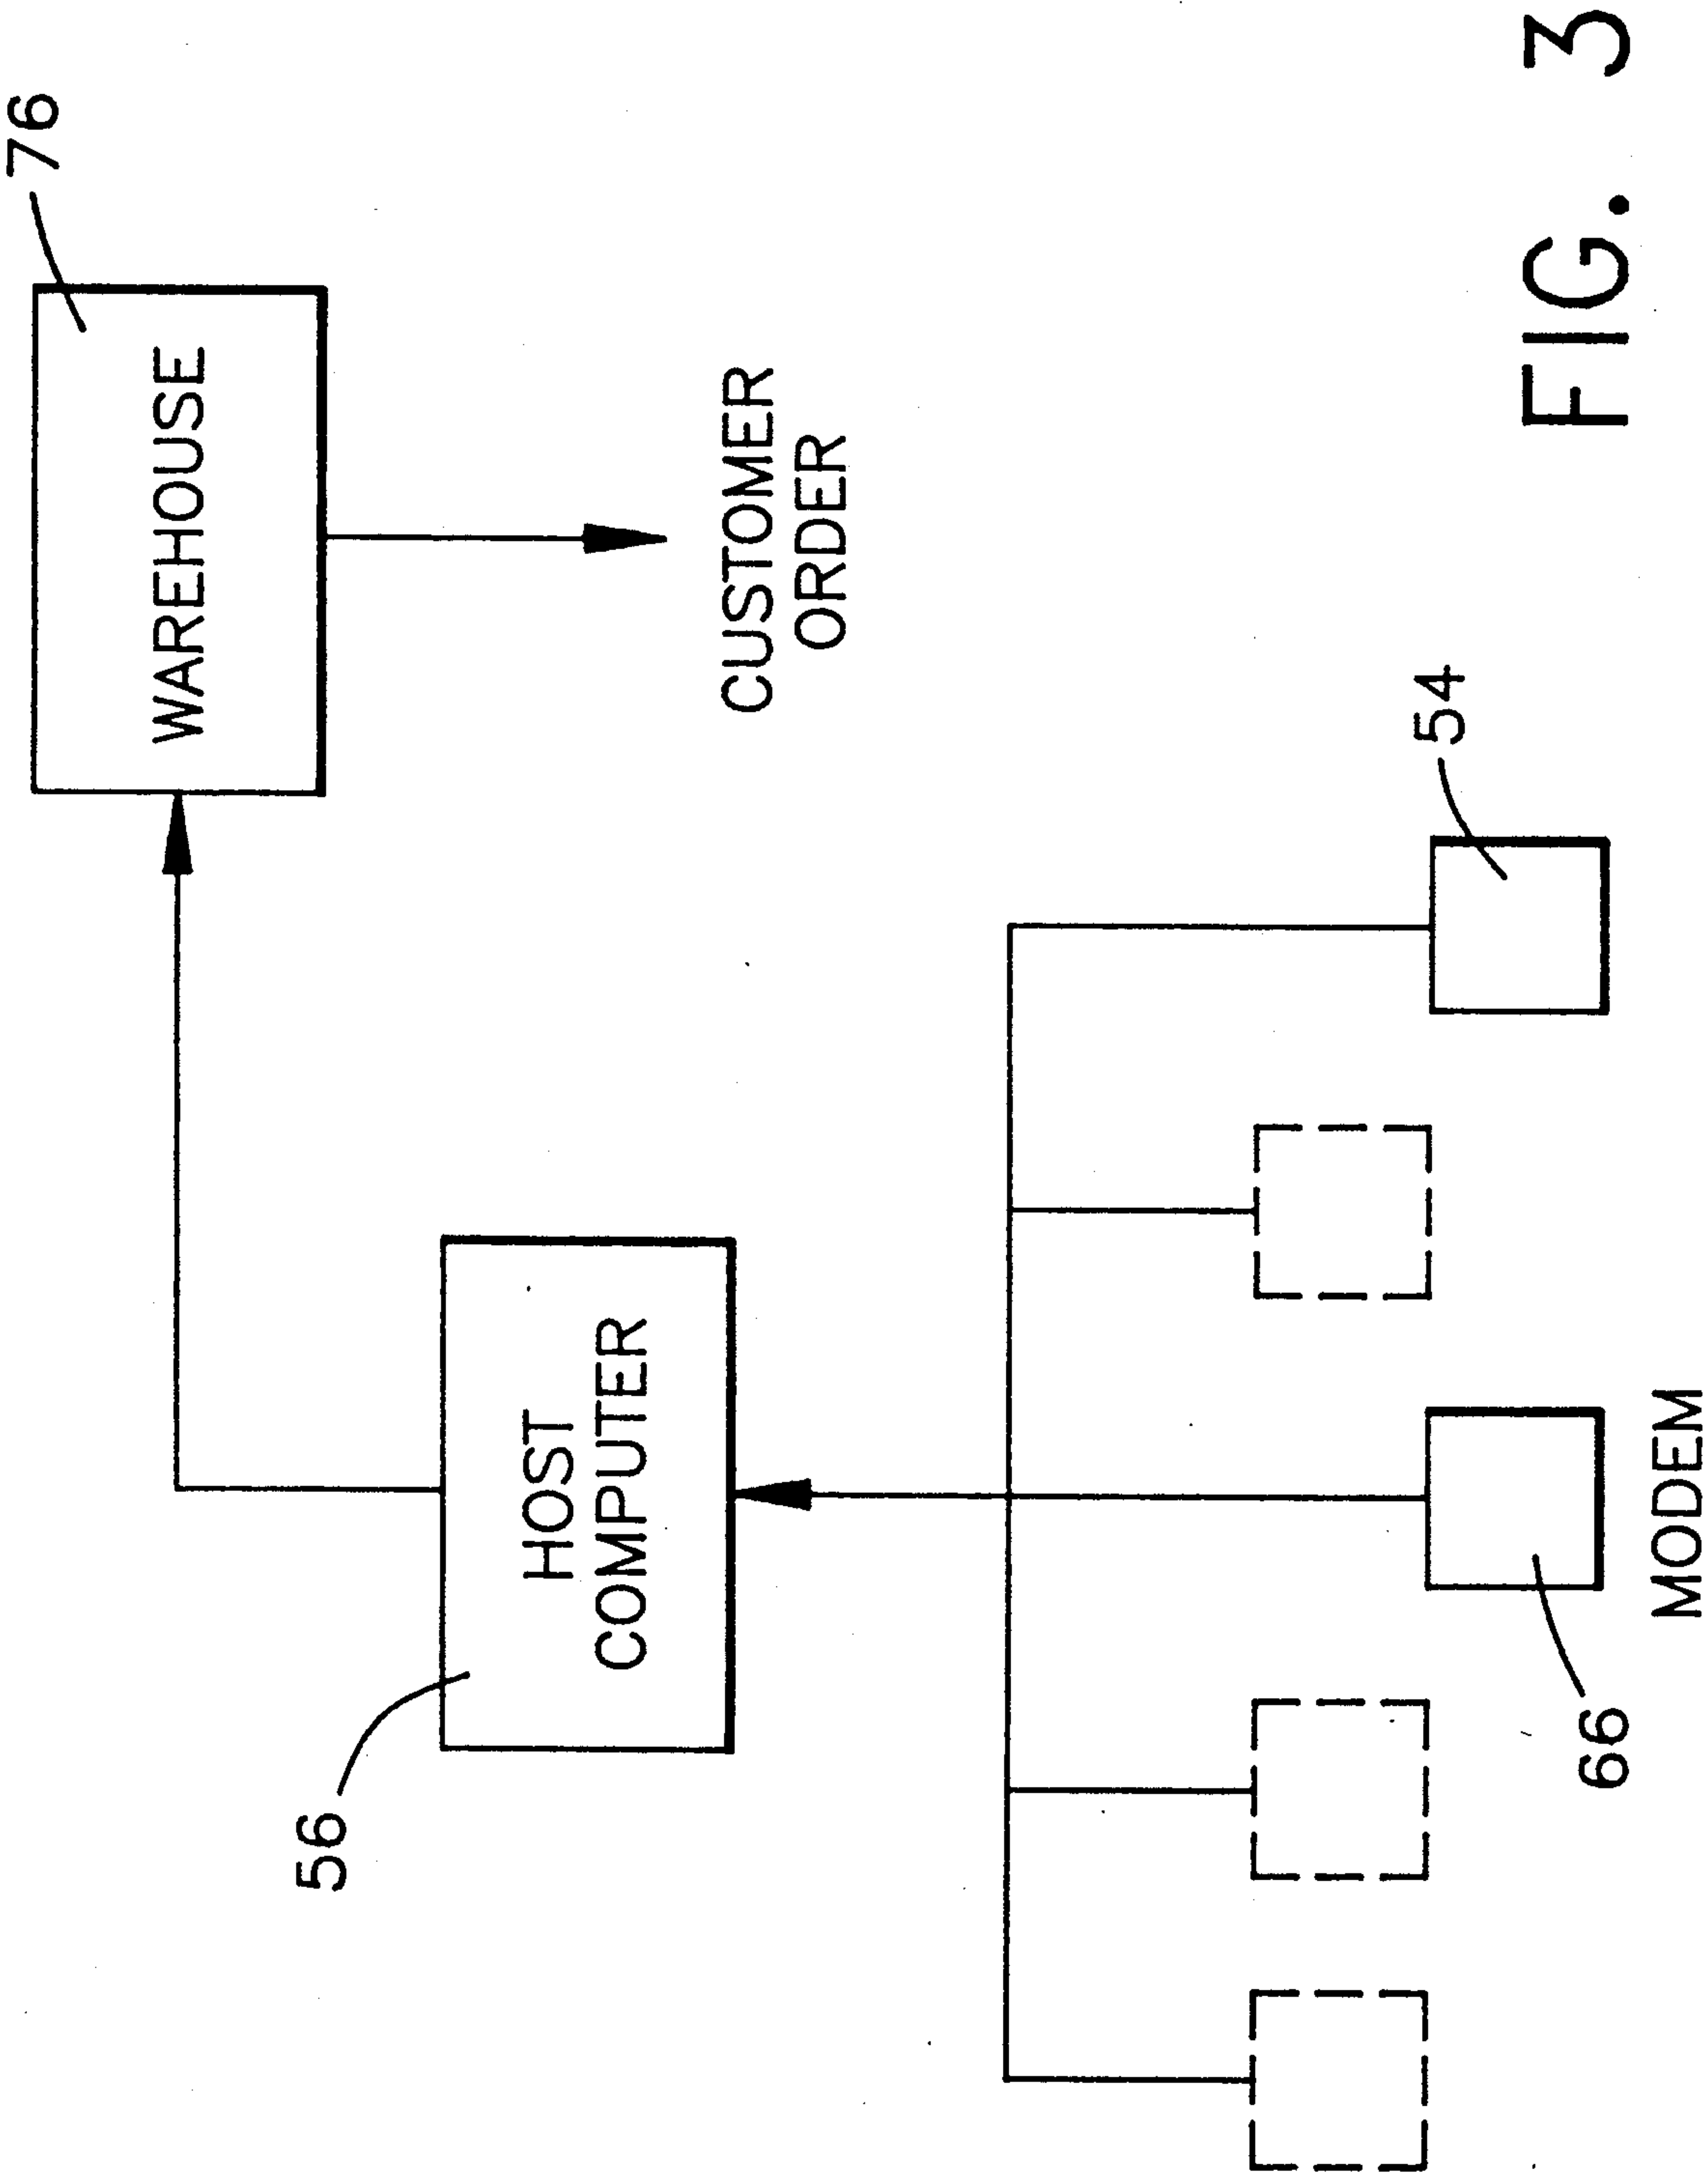 76
WAREHOUSE
CUSTOMER
ORDER
56
HOST
COMPUTER
54
66
MODEM
FIG. 3